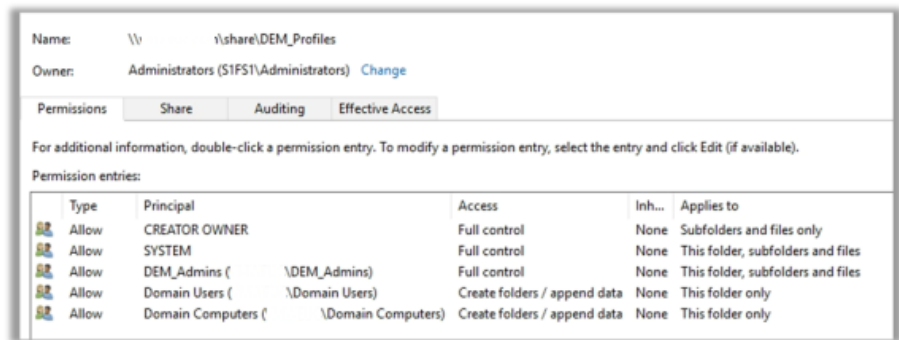 Name: \\ \share\DEM_Profiles
Owner: Administrators (S1FS1\Administrators) Change
Permissions Share Auditing Effective Access
For additional information, double-click a permission entry. To modify a permission entry, select the entry and click Edit (if available).
Permission entries:
Type Principal Access Inh... Applies to
Allow CREATOR OWNER Full control None Subfolders and files only
Allow SYSTEM Full control None This folder, subfolders and files
Allow DEM_Admins ( \DEM_Admins) Full control None This folder, subfolders and files
Allow Domain Users ( \Domain Users) Create folders / append data None This folder only
Allow Domain Computers ( \Domain Computers) Create folders / append data None This folder only